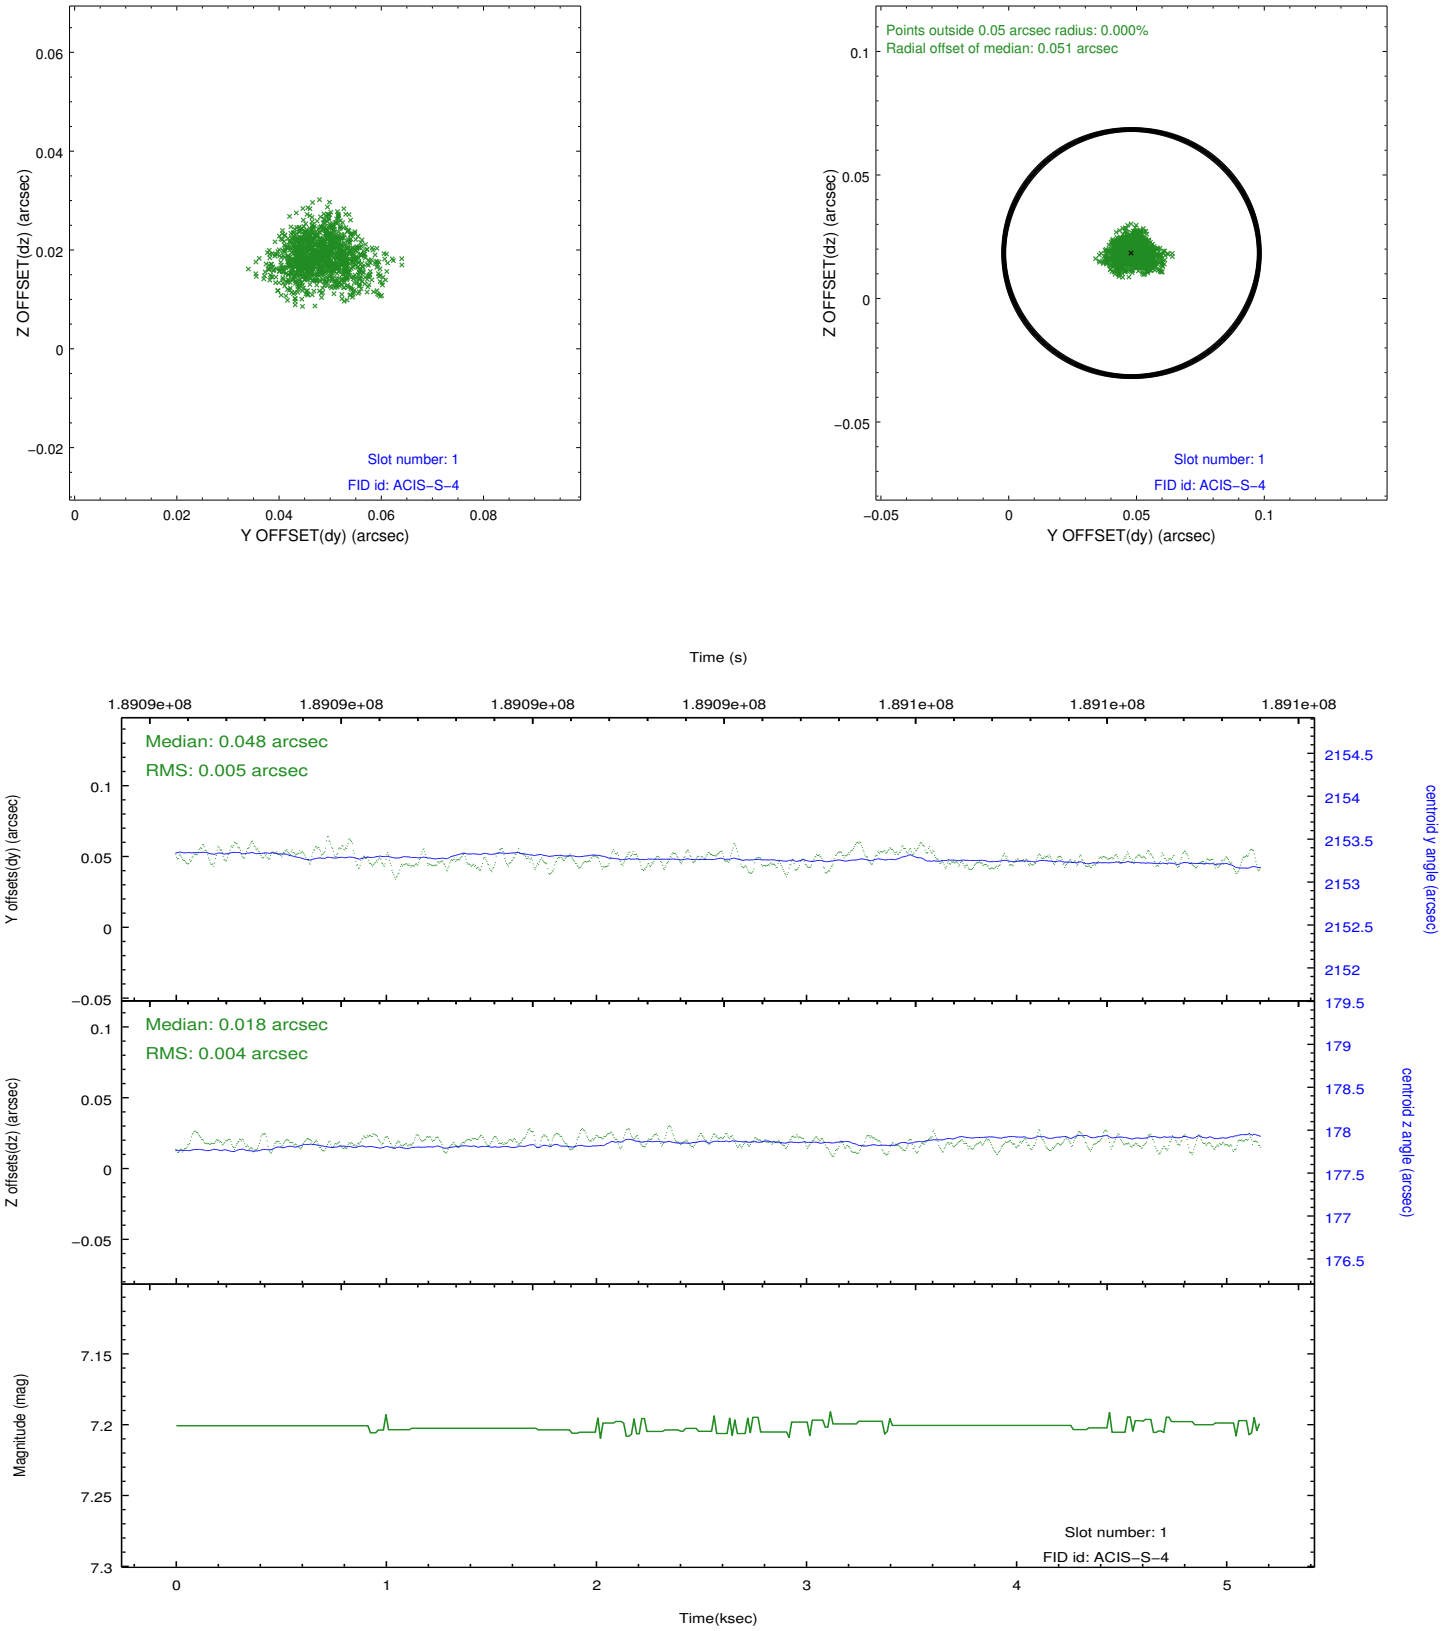 0.06
0.04
0.02
0
−0.02
Z OFFSET(dz) (arcsec)
Slot number: 1
FID id: ACIS−S−4
0 0.02 0.04 0.06 0.08
Y OFFSET(dy) (arcsec)
Points outside 0.05 arcsec radius: 0.000%
Radial offset of median: 0.051 arcsec
0.1
0.05
0
−0.05
Z OFFSET(dz) (arcsec)
Slot number: 1
FID id: ACIS−S−4
−0.05 0 0.05 0.1
Y OFFSET(dy) (arcsec)
Time (s)
1.8909e+08 1.8909e+08 1.8909e+08 1.8909e+08 1.891e+08 1.891e+08 1.891e+08
Median: 0.048 arcsec
RMS: 0.005 arcsec
0.1
0.05
0
−0.05
Y offsets(dy) (arcsec)
2154.5
2154
2153.5
2153
2152.5
2152
centroid y angle (arcsec)
Median: 0.018 arcsec
RMS: 0.004 arcsec
0.1
0.05
0
−0.05
Z offsets(dz) (arcsec)
179.5
179
178.5
178
177.5
177
176.5
centroid z angle (arcsec)
7.15
7.2
7.25
7.3
Magnitude (mag)
Slot number: 1
FID id: ACIS−S−4
0 1 2 3 4 5
Time(ksec)